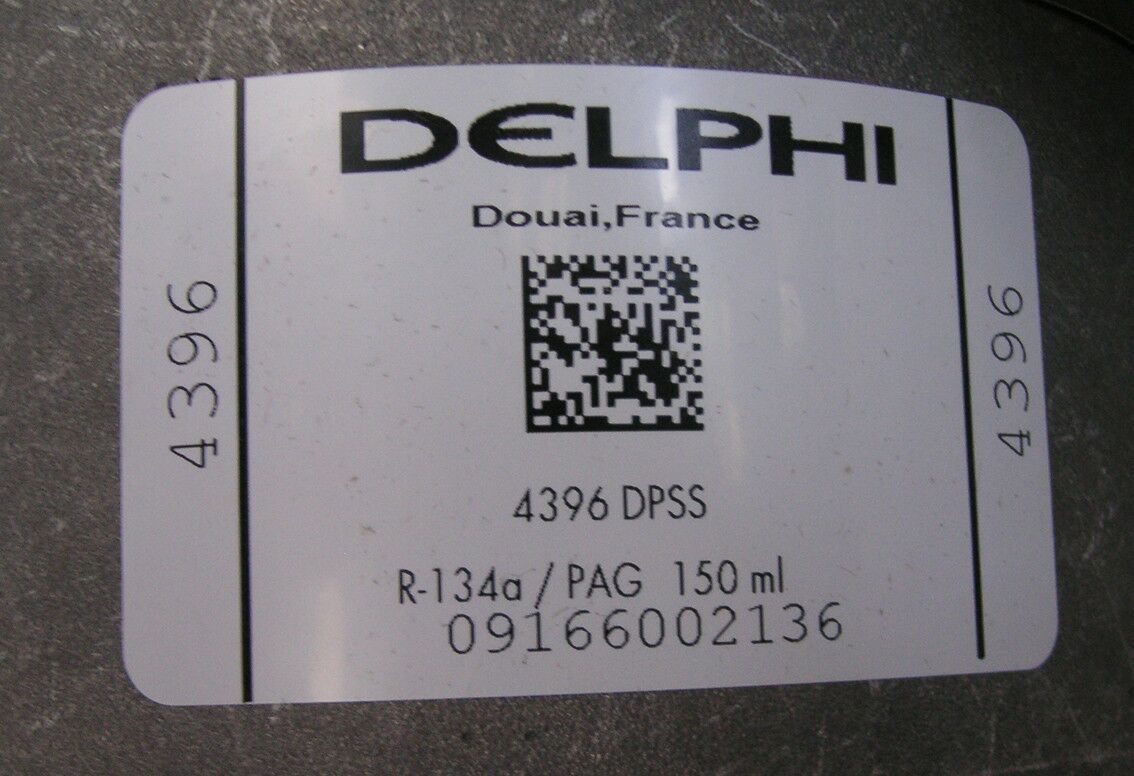 DELPHI
Douai,France
4396
4396
4396 DPSS
R-134a / PAG 150 ml
09166002136